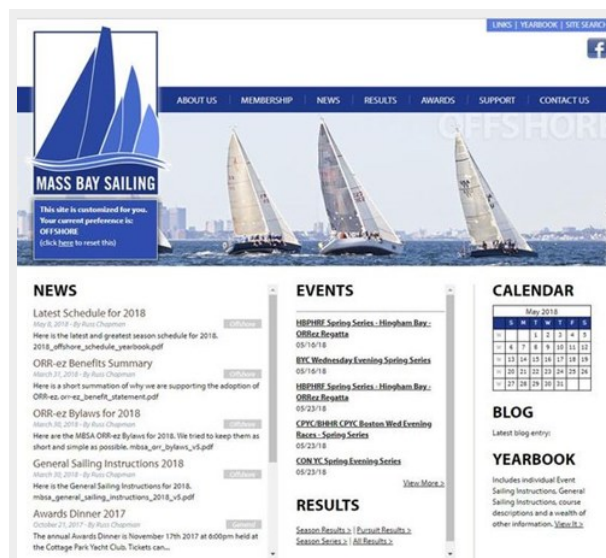 LINKS | YEARBOOK | SITE SEARCH
ABOUT US | MEMBERSHIP | NEWS | RESULTS | AWARDS | SUPPORT | CONTACT US
OFFSHORE
MASS BAY SAILING
This site is customized for you.
Your current preference is:
OFFSHORE
(click here to reset this)
NEWS
Latest Schedule for 2018
May 8, 2018 - By Russ Chapman
Offshore
Here is the latest and greatest season schedule for 2018.
2018_offshore_schedule_yearbook.pdf
ORR-ez Benefits Summary
March 31, 2018 - By Russ Chapman
Offshore
Here is a short summation of why we are supporting the adoption of
ORR-ez. orr-ez_benefit_statement.pdf
ORR-ez Bylaws for 2018
March 30, 2018 - By Russ Chapman
Offshore
Here are the MBSA ORR-ez Bylaws for 2018. We tried to keep them as
short and simple as possible. mbsa_orr_bylaws_v5.pdf
General Sailing Instructions 2018
March 30, 2018 - By Russ Chapman
Offshore
Here is the General Sailing Instructions for 2018.
mbsa_general_sailing_instructions_2018_v5.pdf
Awards Dinner 2017
October 21, 2017 - By Russ Chapman
General
The annual Awards Dinner is November 17th 2017 at 6:00pm held at
the Cottage Park Yacht Club. Tickets can...
EVENTS
HBPHRF Spring Series - Hingham Bay -
ORRez Regatta
05/16/18
BYC Wednesday Evening Spring Series
05/16/18
HBPHRF Spring Series - Hingham Bay -
ORRez Regatta
05/23/18
CPYC/BHHR CPYC Boston Wed Evening
Races - Spring Series
05/23/18
CON YC Spring Evening Series
05/23/18
View More >
RESULTS
Season Results > | Pursuit Results >
Season Series > | All Results >
CALENDAR
May 2018
S M T W T F S
1 2 3 4 5
6 7 8 9 10 11 12
13 14 15 16 17 18 19
20 21 22 23 24 25 26
27 28 29 30 31
BLOG
Latest blog entry:
YEARBOOK
Includes individual Event
Sailing Instructions, General
Sailing Instructions, course
descriptions and a wealth of
other information. View It >